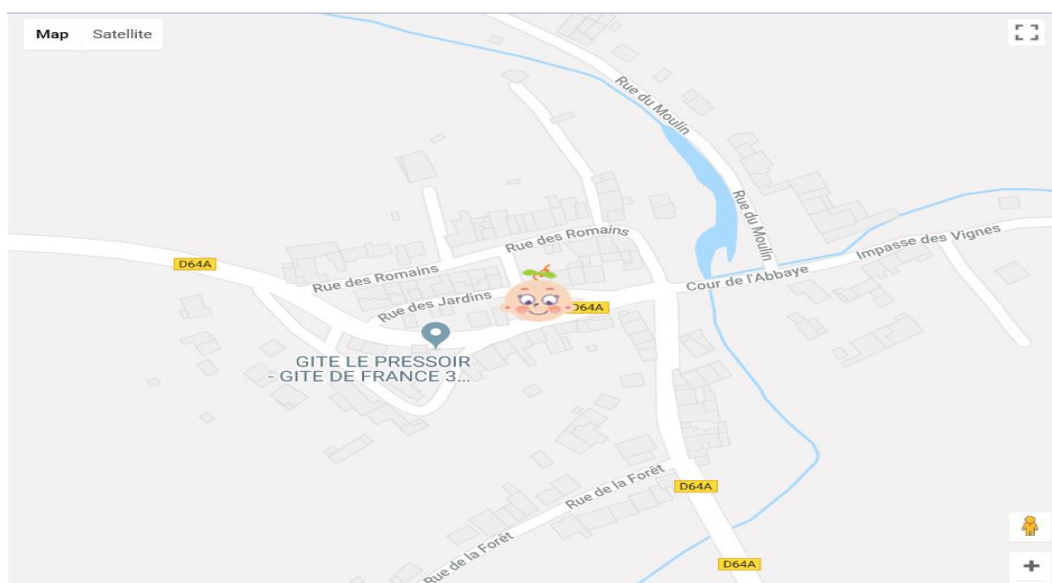 Map Satellite
Rue du Moulin
Rue du Moulin
Rue des Romains
Impasse des Vignes
D64A
Rue des Romains
Cour de l'Abbaye
Rue des Jardins
D64A
GITE LE PRESSOIR
- GITE DE FRANCE 3...
Rue de la Forêt
D64A
Rue de la Forêt
D64A
+